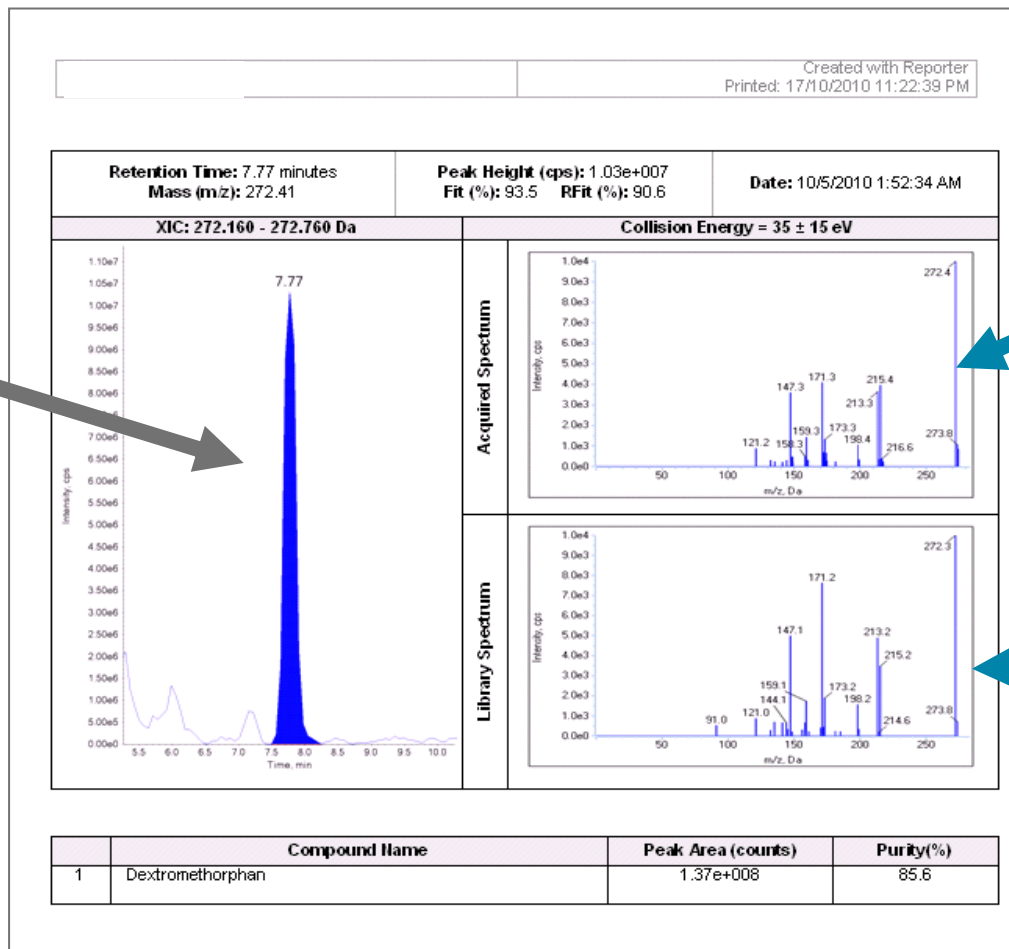 Created with Reporter
Printed: 17/10/2010 11:22:39 PM
Retention Time: 7.77 minutes
Mass (m/z): 272.41
Peak Height (cps): 1.03e+007
Fit (%): 93.5 RFit (%): 90.6
Date: 10/5/2010 1:52:34 AM
XIC: 272.160 - 272.760 Da
Collision Energy = 35 ± 15 eV
1.10e7
1.05e7
1.00e7
9.50e6
9.00e6
8.50e6
8.00e6
7.00e6
6.50e6
6.00e6
5.50e6
5.00e6
4.50e6
4.00e6
3.50e6
3.00e6
2.50e6
2.00e6
1.50e6
1.00e6
5.00e5
0.00e0
Intensity, cps
7.77
5.5 6.0 6.5 7.0 7.5 8.0 8.5 9.0 9.5 10.0
Time, min
Acquired Spectrum
Intensity, cps
1.0e4
9.0e3
8.0e3
7.0e3
6.0e3
5.0e3
4.0e3
3.0e3
2.0e3
1.0e3
0.0e0
272.4
171.3
215.4
147.3
213.3
159.3
173.3
121.2
158.3
198.4
216.6
273.8
50 100 150 200 250
m/z, Da
Library Spectrum
Intensity, cps
1.0e4
9.0e3
8.0e3
7.0e3
6.0e3
5.0e3
4.0e3
3.0e3
2.0e3
1.0e3
0.0e0
272.3
171.2
147.1
213.2
215.2
159.1
173.2
144.1
198.2
91.0
121.0
214.6
273.8
50 100 150 200 250
m/z, Da
Compound Name Peak Area (counts) Purity(%)
1 Dextromethorphan 1.37e+008 85.6